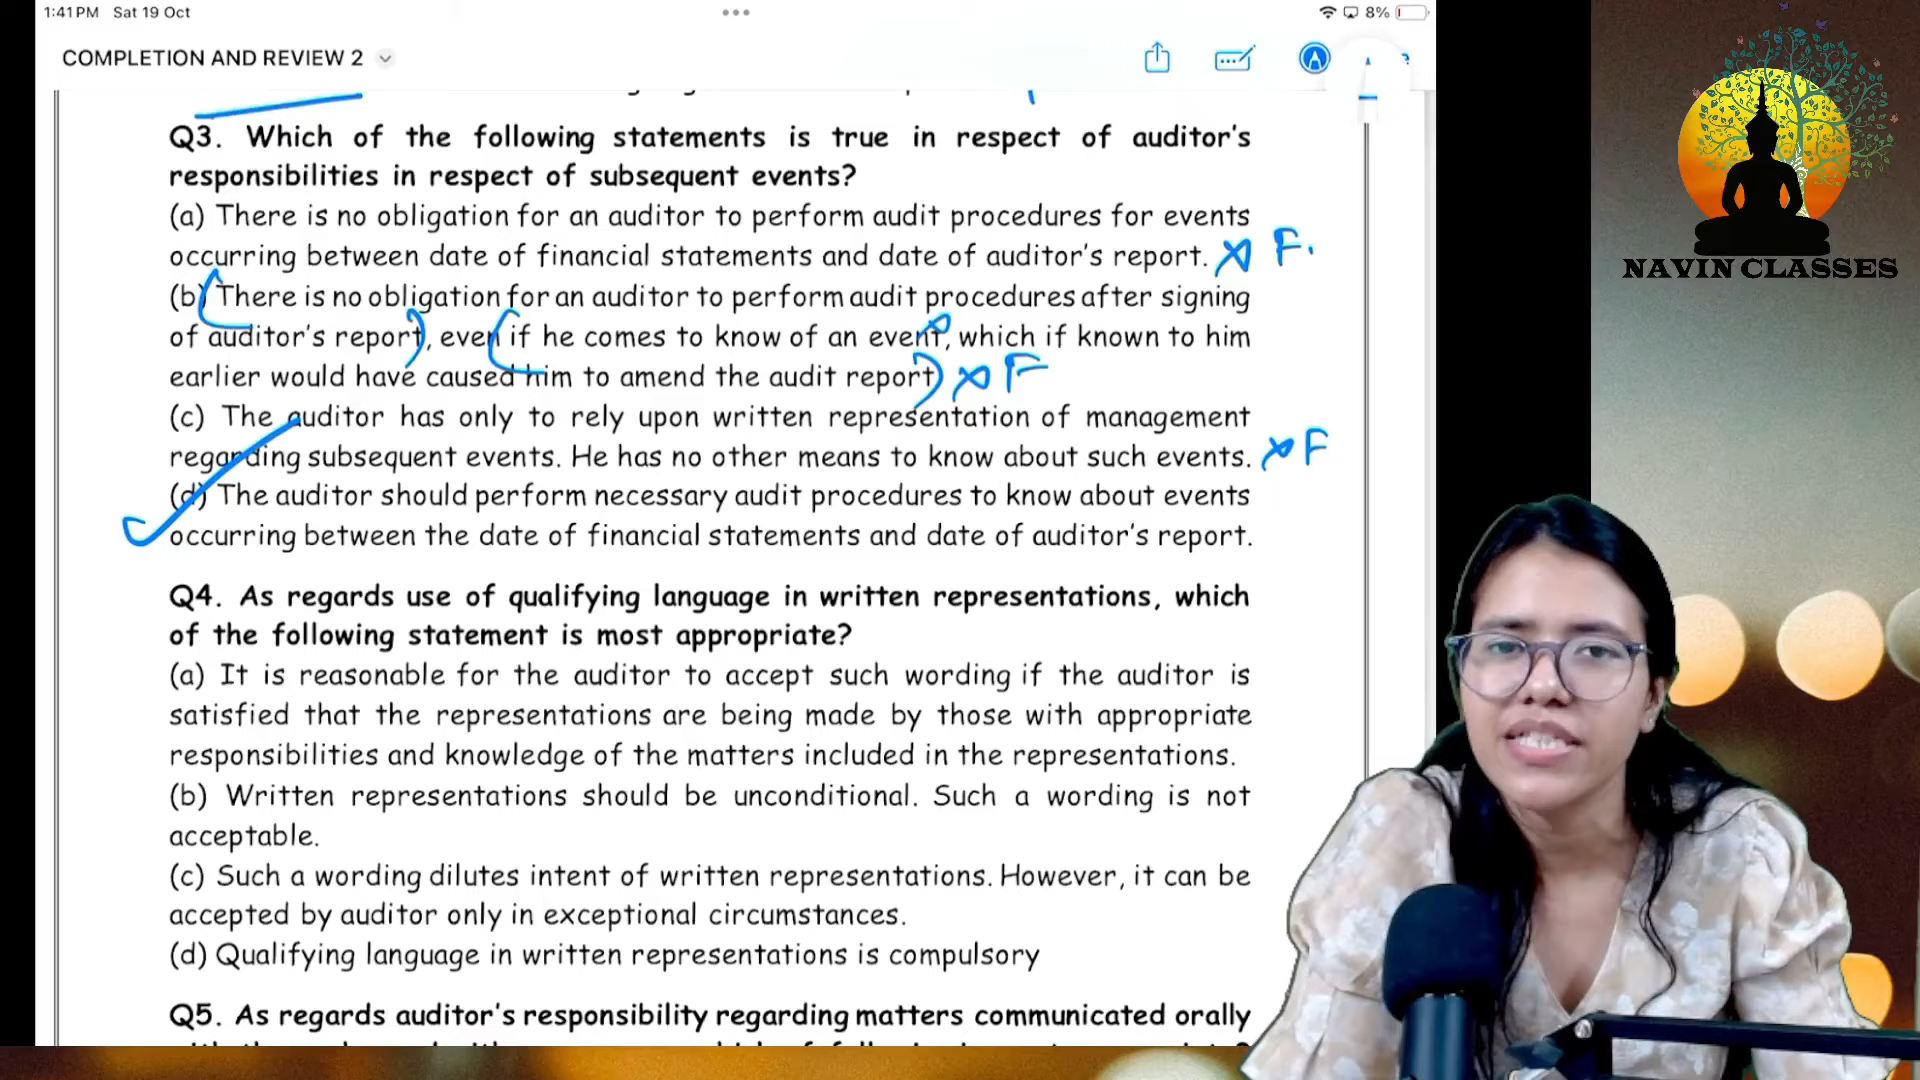 1:41 PM Sat 19 Oct
8%
COMPLETION AND REVIEW 2
NAVIN CLASSES
Q3. Which of the following statements is true in respect of auditor's
responsibilities in respect of subsequent events?
(a) There is no obligation for an auditor to perform audit procedures for events
occurring between date of financial statements and date of auditor's report. F.
(b) There is no obligation for an auditor to perform audit procedures after signing
of auditor's report, even if he comes to know of an event, which if known to him
earlier would have caused him to amend the audit report F
(c) The auditor has only to rely upon written representation of management
regarding subsequent events. He has no other means to know about such events. F
(d) The auditor should perform necessary audit procedures to know about events
occurring between the date of financial statements and date of auditor's report.
Q4. As regards use of qualifying language in written representations, which
of the following statement is most appropriate?
(a) It is reasonable for the auditor to accept such wording if the auditor is
satisfied that the representations are being made by those with appropriate
responsibilities and knowledge of the matters included in the representations.
(b) Written representations should be unconditional. Such a wording is not
acceptable.
(c) Such a wording dilutes intent of written representations. However, it can be
accepted by auditor only in exceptional circumstances.
(d) Qualifying language in written representations is compulsory
Q5. As regards auditor's responsibility regarding matters communicated orally